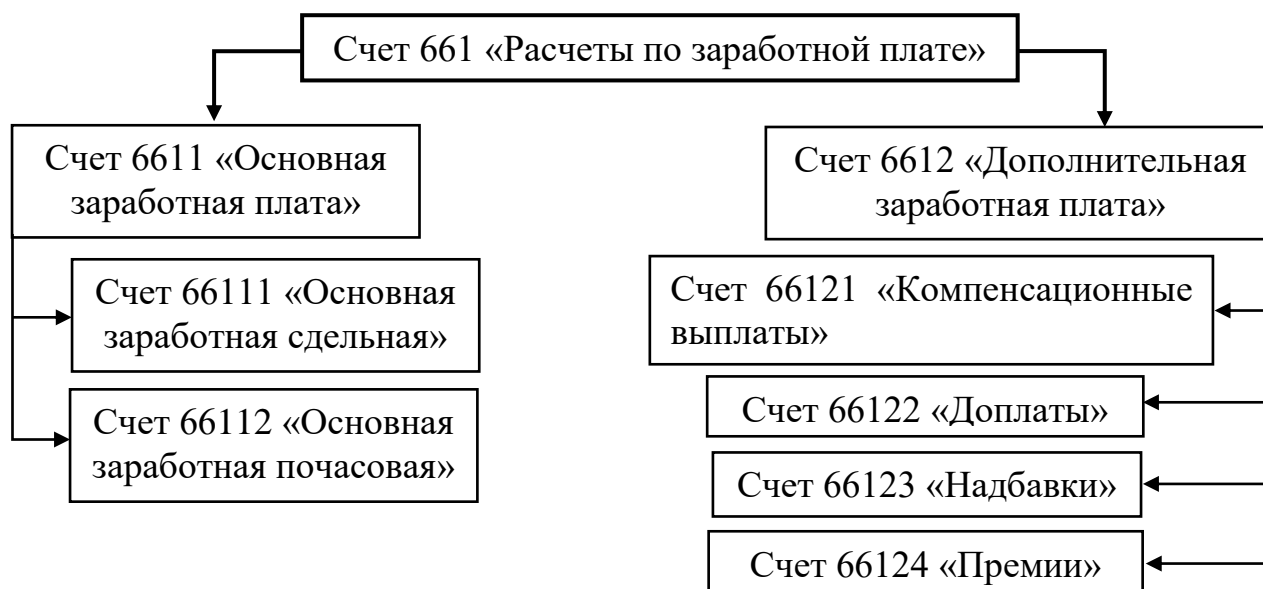 Счет 661 «Расчеты по заработной плате»
Счет 6611 «Основная
заработная плата»
Счет 66111 «Основная
заработная сдельная»
Счет 66112 «Основная
заработная почасовая»
Счет 6612 «Дополнительная
заработная плата»
Счет 66121 «Компенсационные
выплаты»
Счет 66122 «Доплаты»
Счет 66123 «Надбавки»
Счет 66124 «Премии»